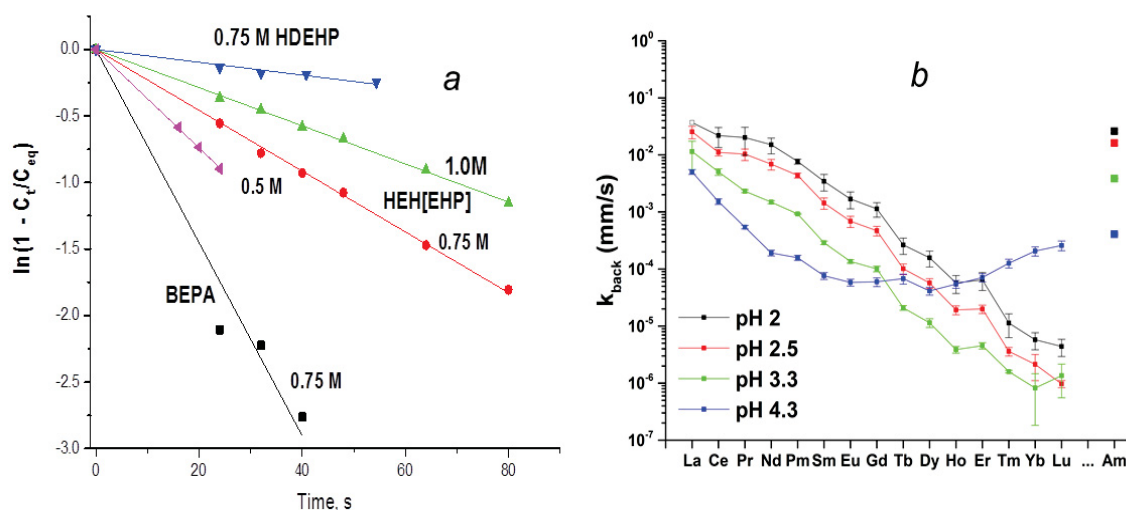 a
ln(1 - C_t/C_eq)
0.0
-0.5
-1.0
-1.5
-2.0
-2.5
-3.0
0.75 M HDEHP
1.0M
0.5 M
HEH[EHP]
0.75 M
BEPA
0.75 M
0 20 40 60 80
Time, s
b
k_back (mm/s)
10^0
10^-1
10^-2
10^-3
10^-4
10^-5
10^-6
10^-7
pH 2
pH 2.5
pH 3.3
pH 4.3
La Ce Pr Nd Pm Sm Eu Gd Tb Dy Ho Er Tm Yb Lu ... Am